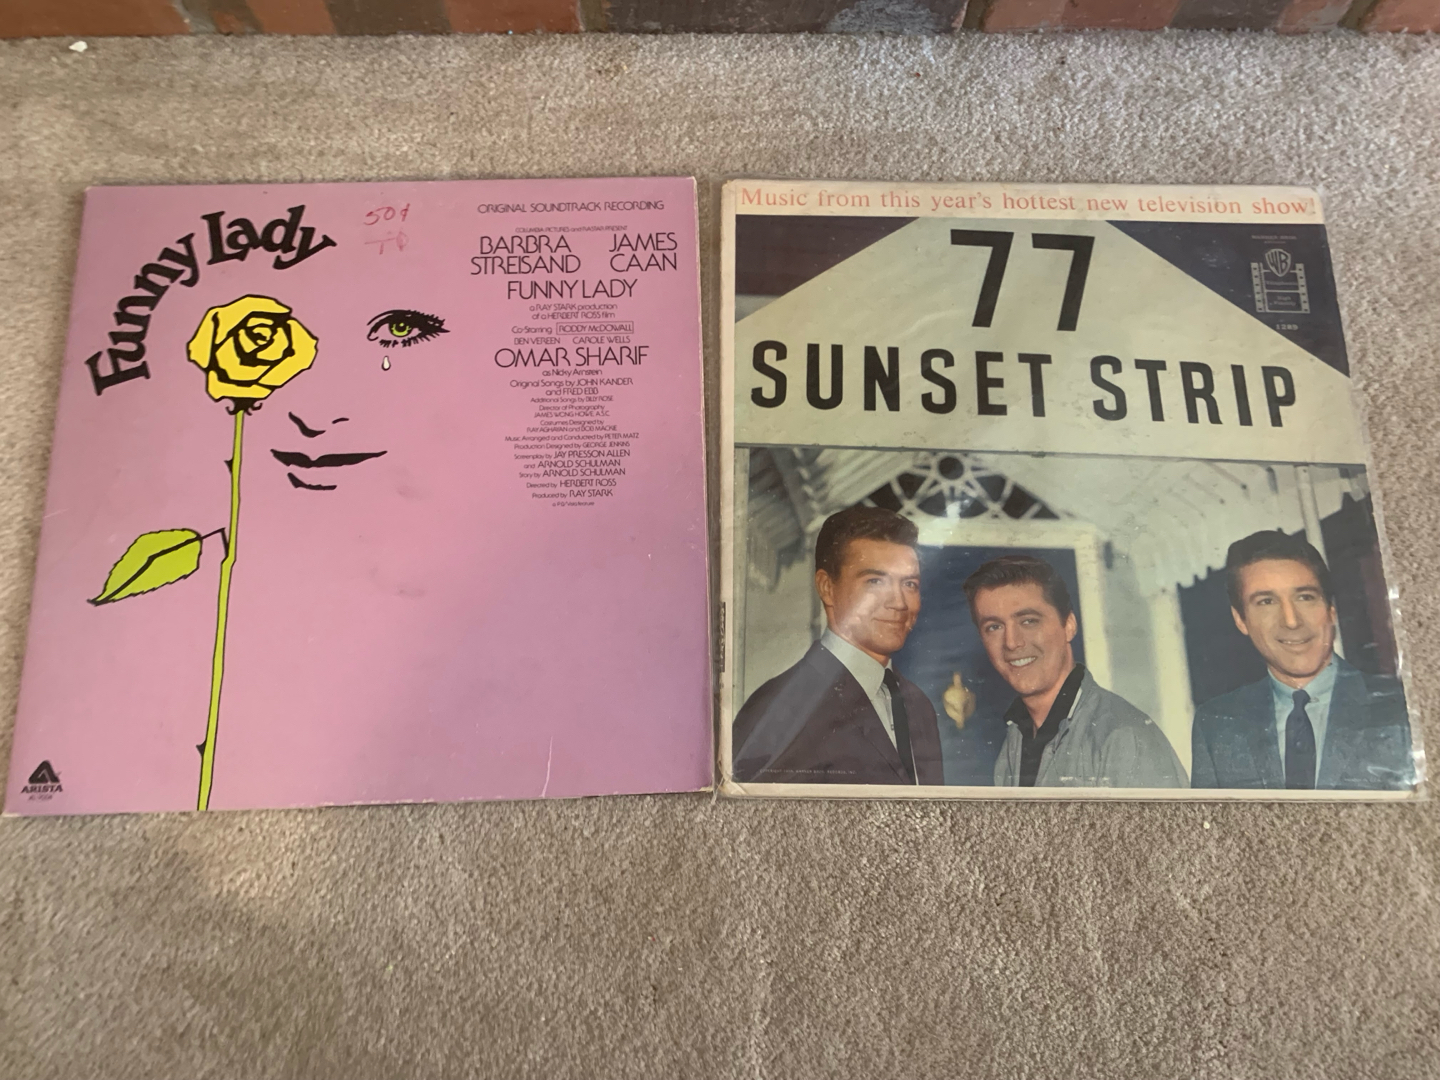 Funny Lady
50¢
ORIGINAL SOUNDTRACK RECORDING
COLUMBIA PICTURES and RASTAR PRESENT
BARBRA STREISAND
JAMES CAAN
FUNNY LADY
a RAY STARK production
of a HERBERT ROSS film
Co-Starring RODDY McDOWALL
BEN VEREEN CAROLE WELLS
OMAR SHARIF
as Nicky Arnstein
Original Songs by JOHN KANDER
and FRED EBB
Additional Songs by BILLY ROSE
Director of Photography
JAMES WONG HOWE A.S.C.
Costumes Designed by
RAY AGHAYAN and BOB MACKIE
Music Arranged and Conducted by PETER MATZ
Production Designed by GEORGE JENKINS
Screenplay by JAY PRESSON ALLEN
and ARNOLD SCHULMAN
Story by ARNOLD SCHULMAN
Directed by HERBERT ROSS
Produced by RAY STARK
ARISTA
Music from this year's hottest new television show!
77
SUNSET STRIP
WB
1289